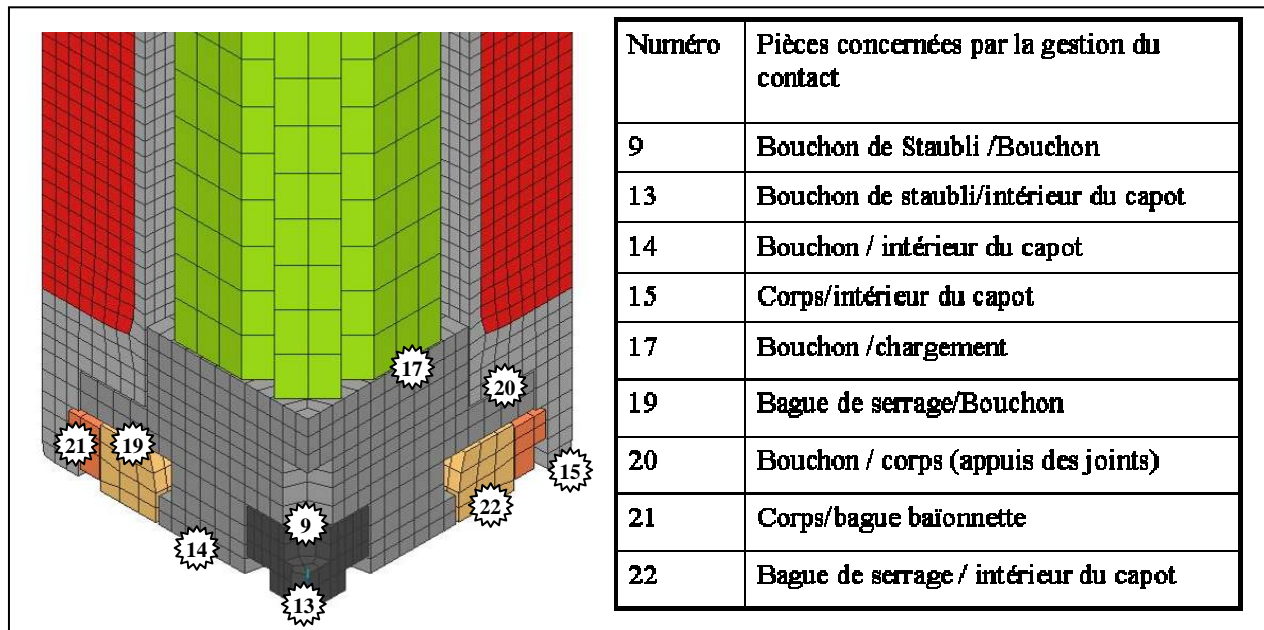 17
20
21
19
15
22
9
14
13
Numéro Pièces concernées par la gestion du
contact
9 Bouchon de Staubli /Bouchon
13 Bouchon de staubli/intérieur du capot
14 Bouchon / intérieur du capot
15 Corps/intérieur du capot
17 Bouchon /chargement
19 Bague de serrage/Bouchon
20 Bouchon / corps (appuis des joints)
21 Corps/bague baïonnette
22 Bague de serrage / intérieur du capot